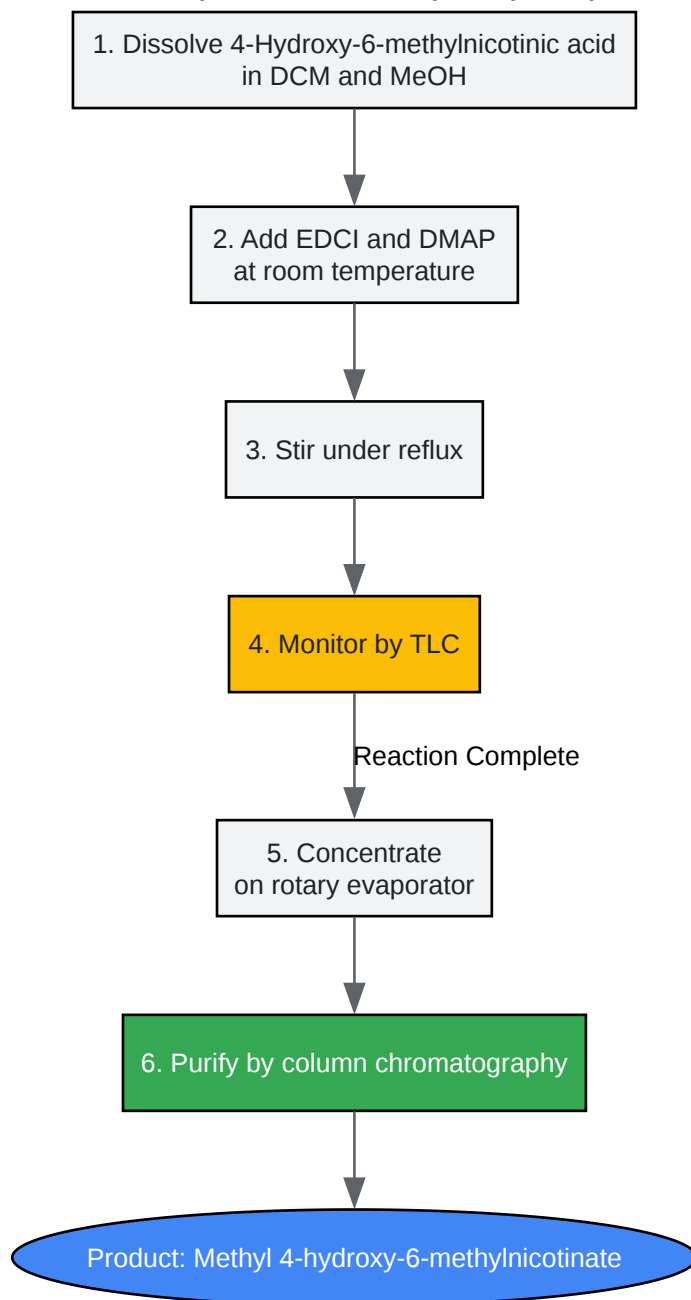 1. Dissolve 4-Hydroxy-6-methylnicotinic acid
in DCM and MeOH
2. Add EDCI and DMAP
at room temperature
3. Stir under reflux
4. Monitor by TLC
Reaction Complete
5. Concentrate
on rotary evaporator
6. Purify by column chromatography
Product: Methyl 4-hydroxy-6-methylnicotinate